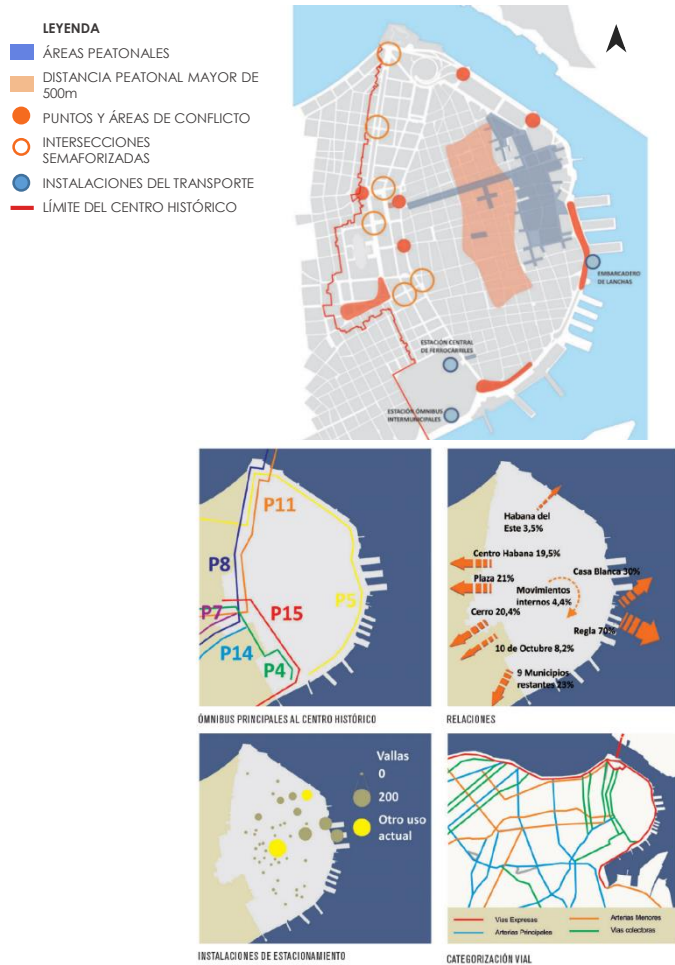 LEYENDA
ÁREAS PEATONALES
DISTANCIA PEATONAL MAYOR DE
500m
PUNTOS Y ÁREAS DE CONFLICTO
INTERSECCIONES
SEMAFORIZADAS
INSTALACIONES DEL TRANSPORTE
LÍMITE DEL CENTRO HISTÓRICO
EMBARCADERO
DE LANCHAS
ESTACIÓN CENTRAL
DE FERROCARRILES
ESTACIÓN ÓMNIBUS
INTERMUNICIPALES
P11
P8
P5
P7
P15
P14
P4
ÓMNIBUS PRINCIPALES AL CENTRO HISTÓRICO
Habana del
Este 3,5%
Centro Habana 19,5%
Casa Blanca 30%
Plaza 21%
Movimientos
internos 4,4%
Cerro 20,4%
Regla 70%
10 de Octubre 8,2%
9 Municipios
restantes 23%
RELACIONES
Vallas
0
200
Otro uso
actual
INSTALACIONES DE ESTACIONAMIENTO
Vías Expresas
Arterias Menores
Arterias Principales
Vías colectoras
CATEGORIZACIÓN VIAL